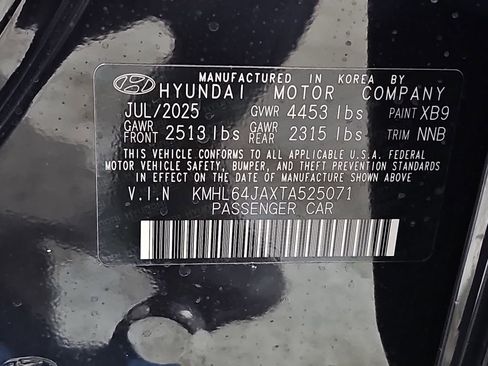 MANUFACTURED IN KOREA BY
HYUNDAI MOTOR COMPANY
JUL/2025 GVWR 4453 lbs PAINT XB9
GAWR FRONT 2513 lbs GAWR REAR 2315 lbs TRIM NNB
THIS VEHICLE CONFORMS TO ALL APPLICABLE U.S.A. FEDERAL
MOTOR VEHICLE SAFETY, BUMPER, AND THEFT PREVENTION STANDARDS
IN EFFECT ON THE DATE OF MANUFACTURE SHOWN ABOVE
V.I.N KMHL64JAXTA525071
PASSENGER CAR